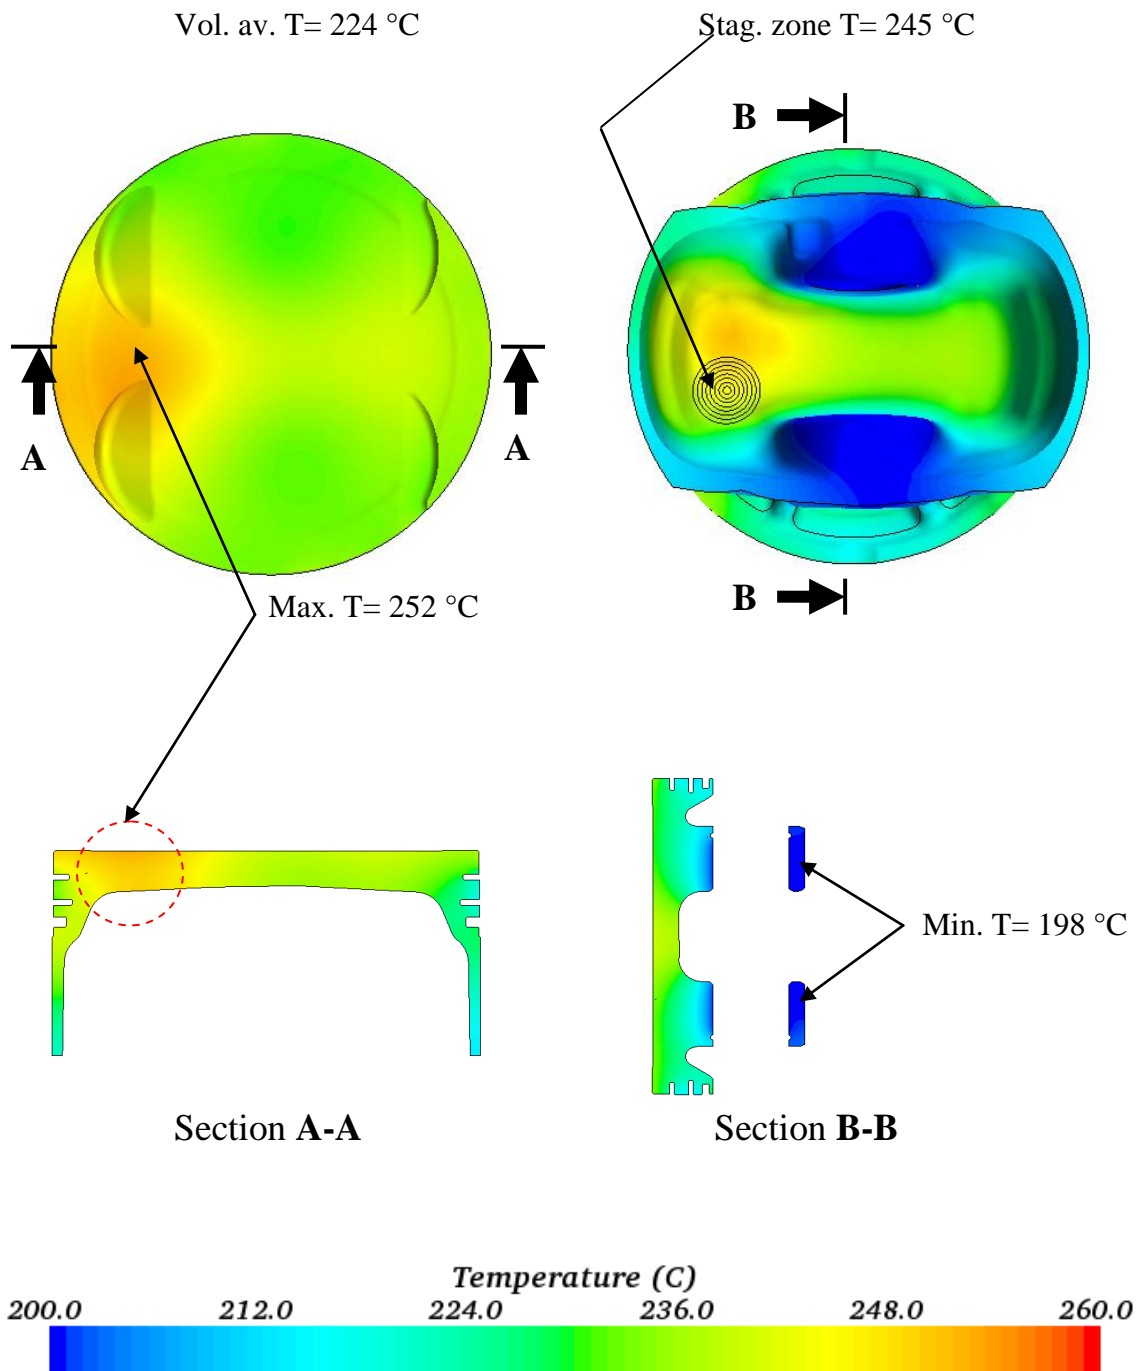 Vol. av. T= 224 °C
Stag. zone T= 245 °C
B
A
A
B
Max. T= 252 °C
Min. T= 198 °C
Section A-A
Section B-B
Temperature (C)
200.0 212.0 224.0 236.0 248.0 260.0